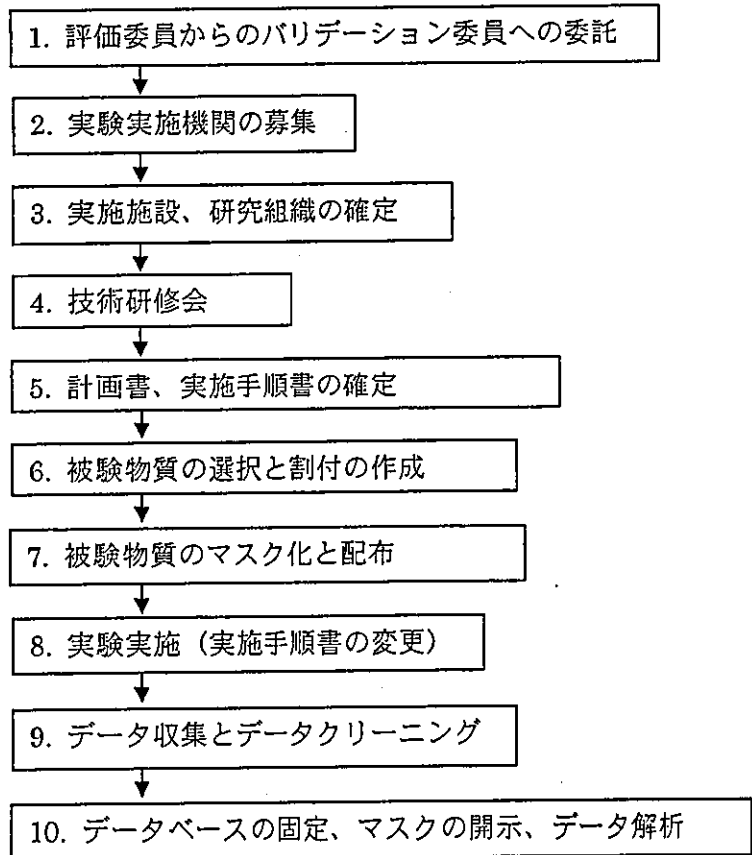 1. 評価委員からのバリデーション委員への委託
2. 実験実施機関の募集
3. 実施施設、研究組織の確定
4. 技術研修会
5. 計画書、実施手順書の確定
6. 被験物質の選択と割付の作成
7. 被験物質のマスク化と配布
8. 実験実施（実施手順書の変更）
9. データ収集とデータクリーニング
10. データベースの固定、マスクの開示、データ解析